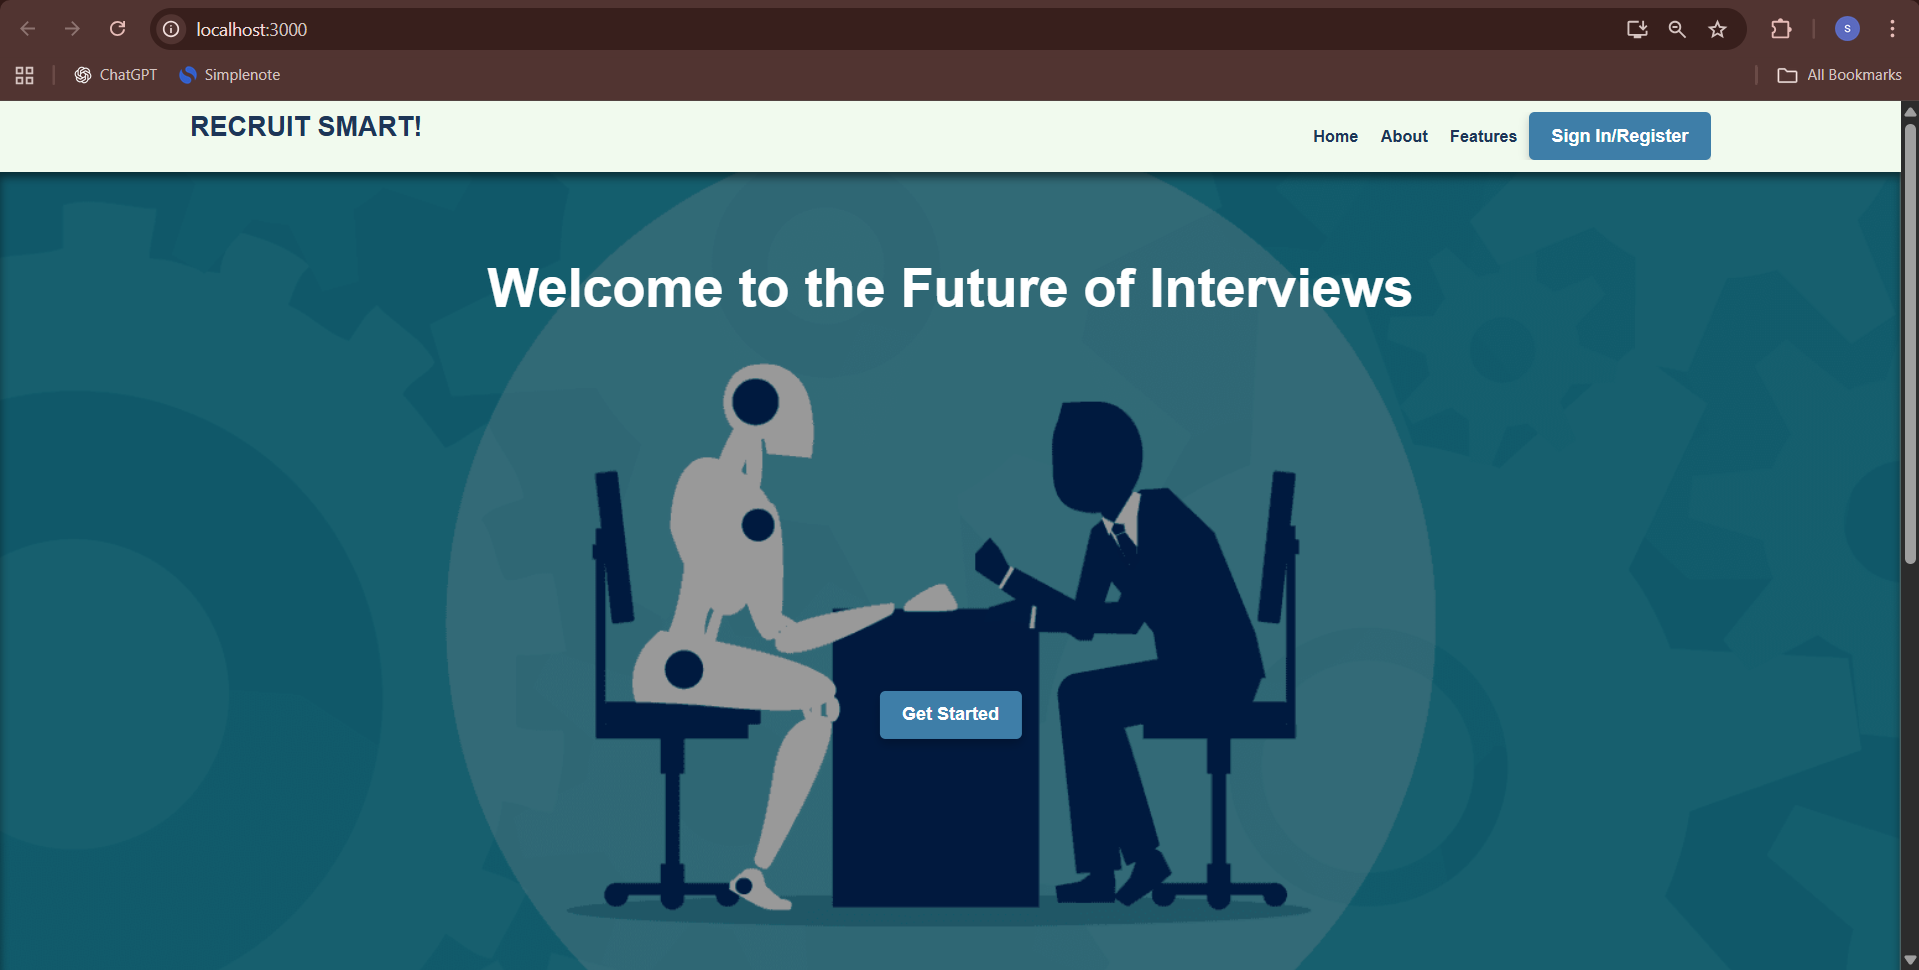 localhost:3000
s
ChatGPT
Simplenote
All Bookmarks
RECRUIT SMART!
Home About Features Sign In/Register
Welcome to the Future of Interviews
Get Started